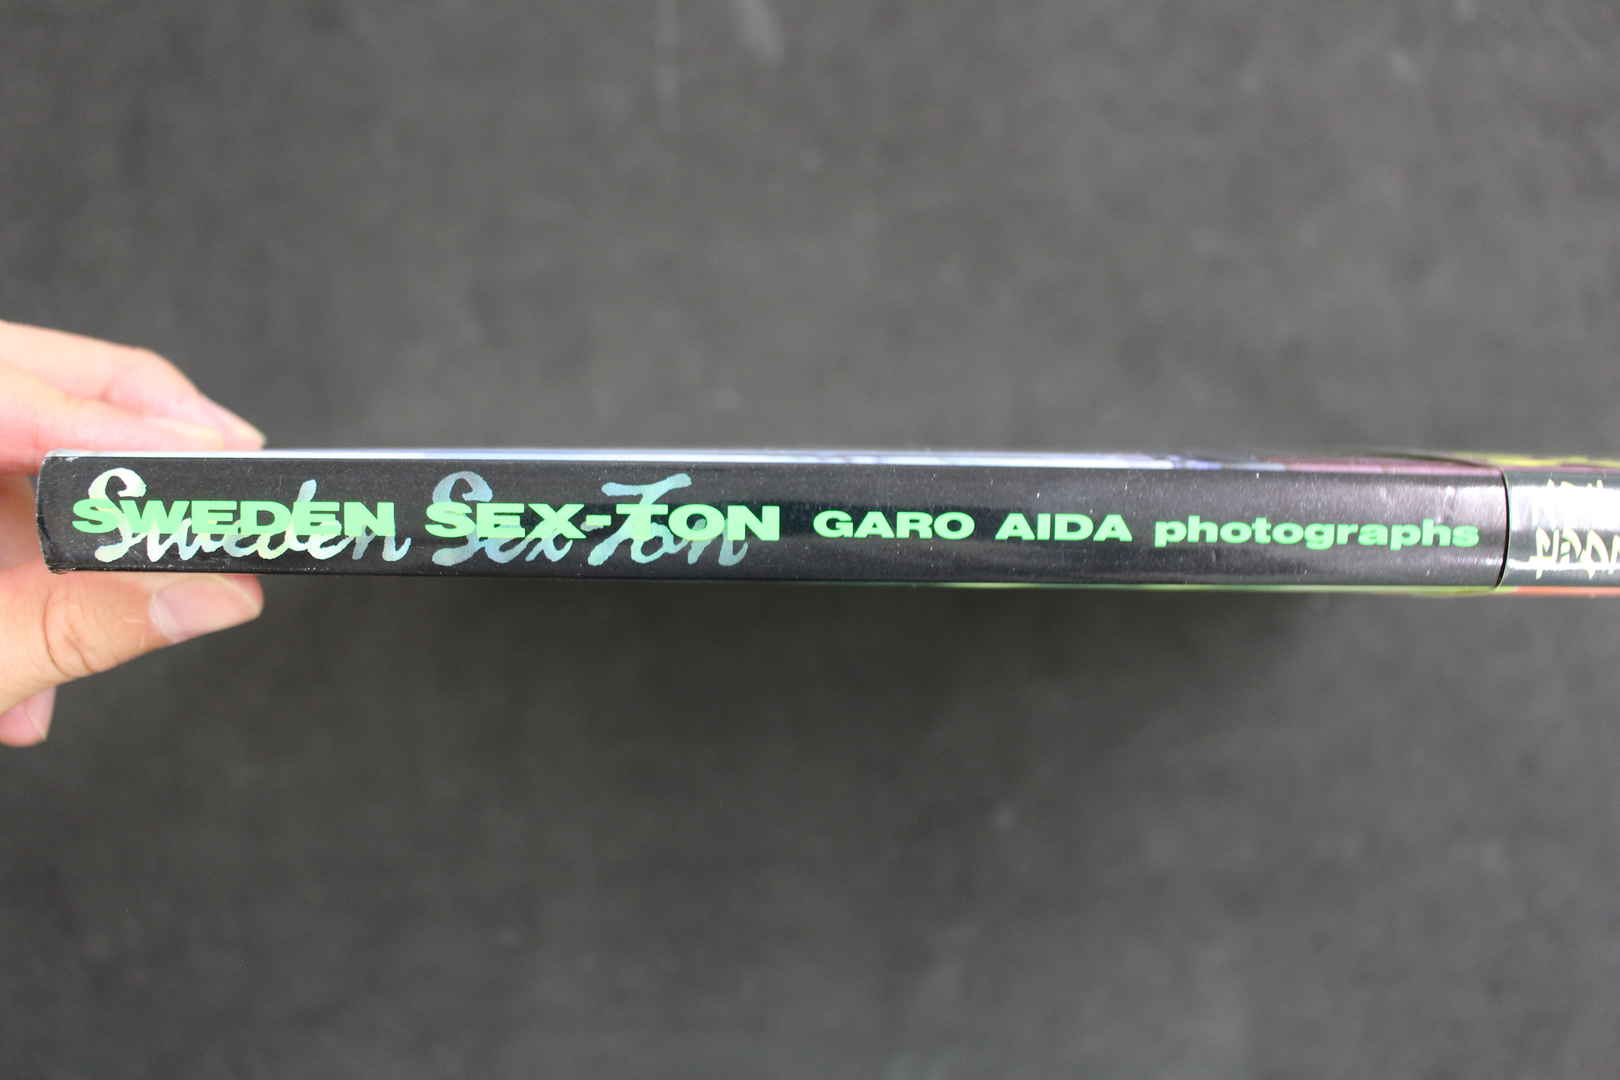 SWEDEN SEX-TON GARO AIDA photographs
Sweden Sex-Ton